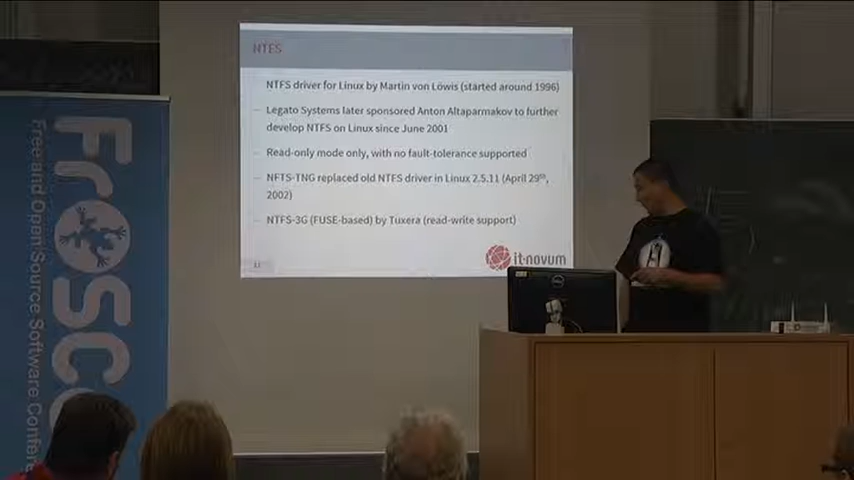 NTFS
NTFS driver for Linux by Martin von Löwis (started around 1996)
Legato Systems later sponsored Anton Altaparmakov to further
develop NTFS on Linux since June 2001
Read-only mode only, with no fault-tolerance supported
NFTS-TNG replaced old NTFS driver in Linux 2.5.11 (April 29th,
2002)
NTFS-3G (FUSE-based) by Tuxera (read-write support)
it-novum
FrOSCo
Free and Open Source Software Confer
DELL